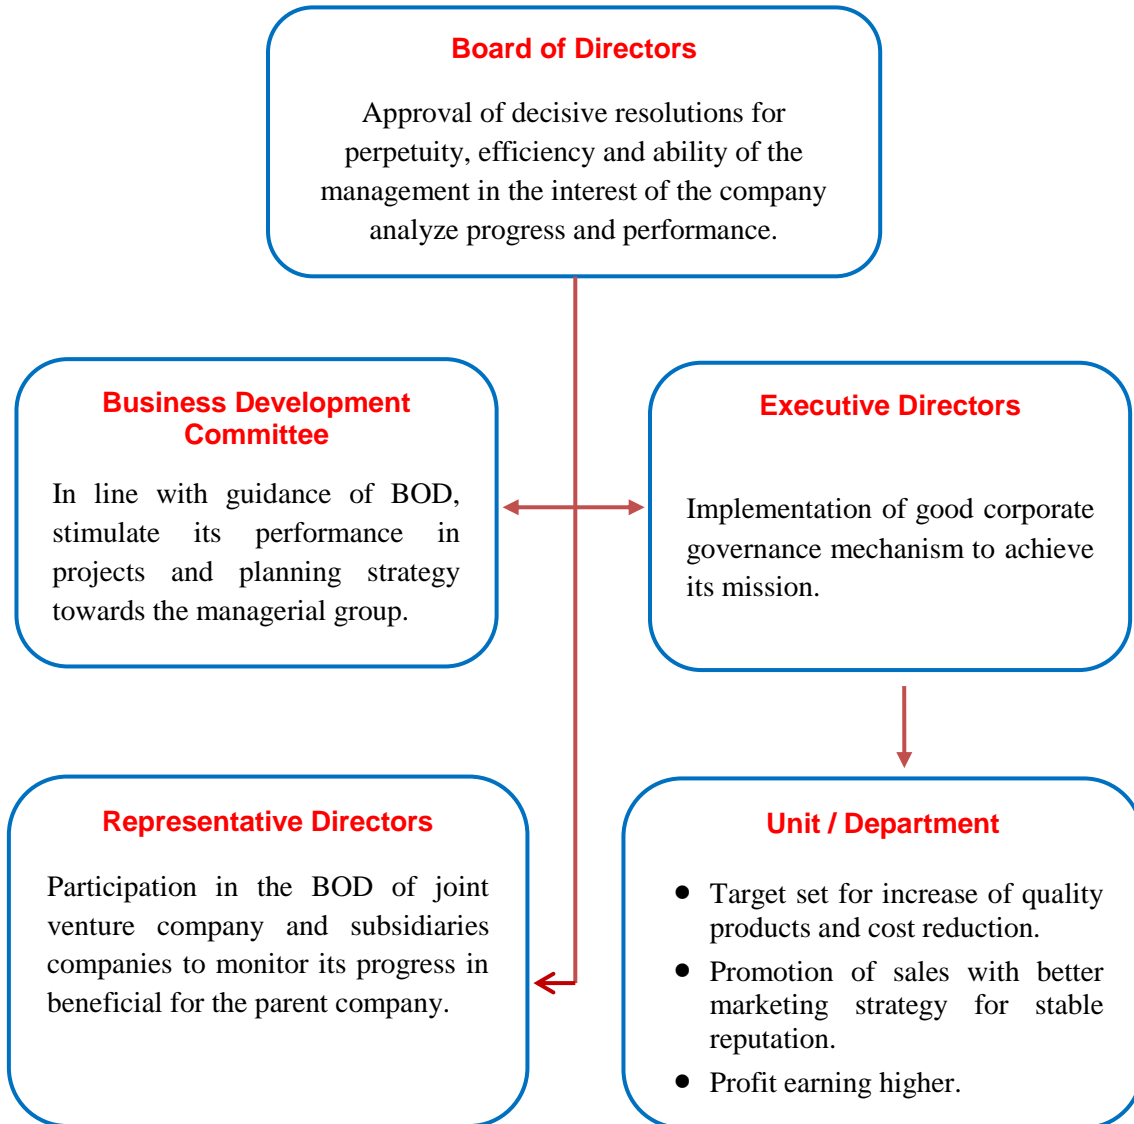 Board of Directors
Approval of decisive resolutions for
perpetuity, efficiency and ability of the
management in the interest of the company
analyze progress and performance.
Business Development
Committee
In line with guidance of BOD,
stimulate its performance in
projects and planning strategy
towards the managerial group.
Executive Directors
Implementation of good corporate
governance mechanism to achieve
its mission.
Representative Directors
Participation in the BOD of joint
venture company and subsidiaries
companies to monitor its progress in
beneficial for the parent company.
Unit / Department
● Target set for increase of quality
products and cost reduction.
● Promotion of sales with better
marketing strategy for stable
reputation.
● Profit earning higher.